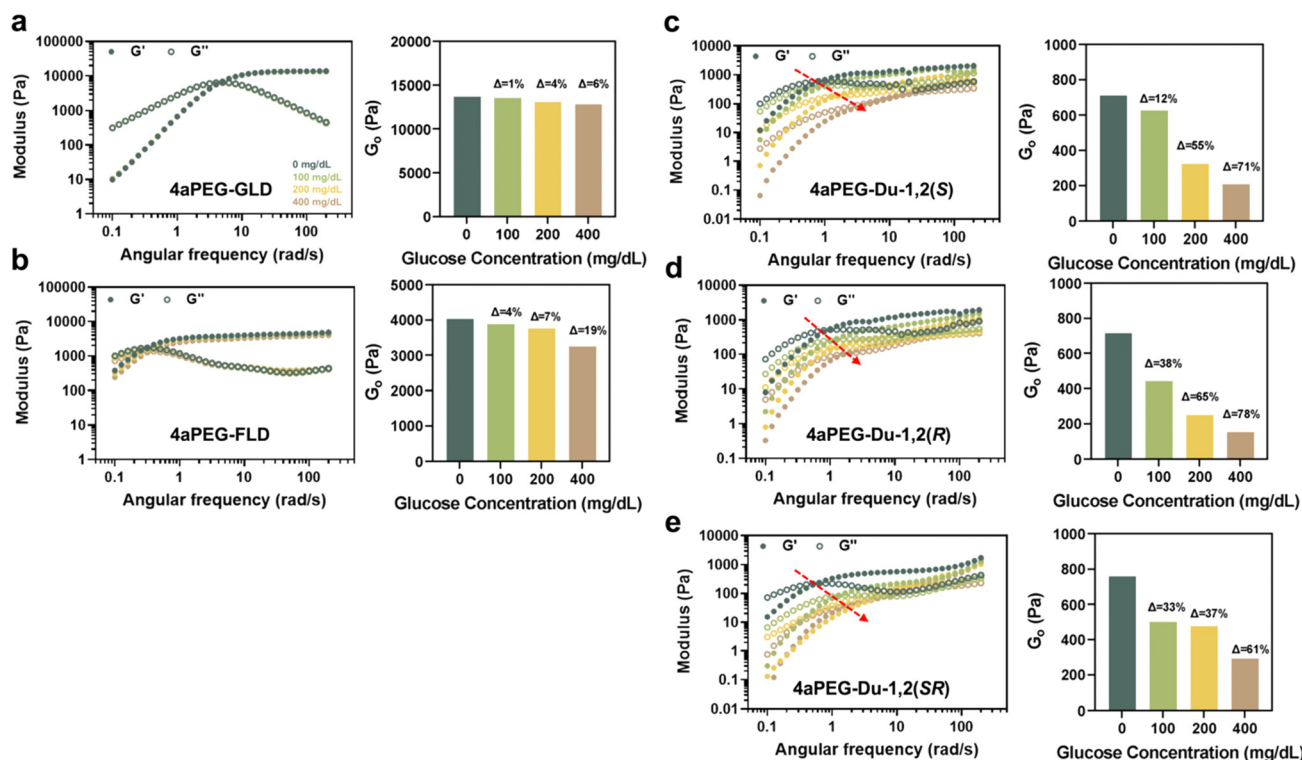 a
G' G''
Modulus (Pa)
100000
10000
1000
100
10
1
0 mg/dL
100 mg/dL
200 mg/dL
400 mg/dL
4aPEG-GLD
0.1 1 10 100
Angular frequency (rad/s)
Go (Pa)
20000
15000
10000
5000
0
Δ=1% Δ=4% Δ=6%
0 100 200 400
Glucose Concentration (mg/dL)
b
G' G''
Modulus (Pa)
100000
10000
1000
100
10
1
4aPEG-FLD
0.1 1 10 100
Angular frequency (rad/s)
Go (Pa)
5000
4000
3000
2000
1000
0
Δ=4% Δ=7% Δ=19%
0 100 200 400
Glucose Concentration (mg/dL)
c
G' G''
Modulus (Pa)
10000
1000
100
10
1
0.1
0.01
4aPEG-Du-1,2(S)
0.1 1 10 100
Angular frequency (rad/s)
Go (Pa)
1000
800
600
400
200
0
Δ=12%
Δ=55%
Δ=71%
0 100 200 400
Glucose Concentration (mg/dL)
d
G' G''
Modulus (Pa)
10000
1000
100
10
1
0.1
4aPEG-Du-1,2(R)
0.1 1 10 100
Angular frequency (rad/s)
Go (Pa)
1000
800
600
400
200
0
Δ=38%
Δ=65%
Δ=78%
0 100 200 400
Glucose Concentration (mg/dL)
e
G' G''
Modulus (Pa)
10000
1000
100
10
1
0.1
0.01
4aPEG-Du-1,2(SR)
0.1 1 10 100
Angular frequency (rad/s)
Go (Pa)
1000
800
600
400
200
0
Δ=33% Δ=37%
Δ=61%
0 100 200 400
Glucose Concentration (mg/dL)